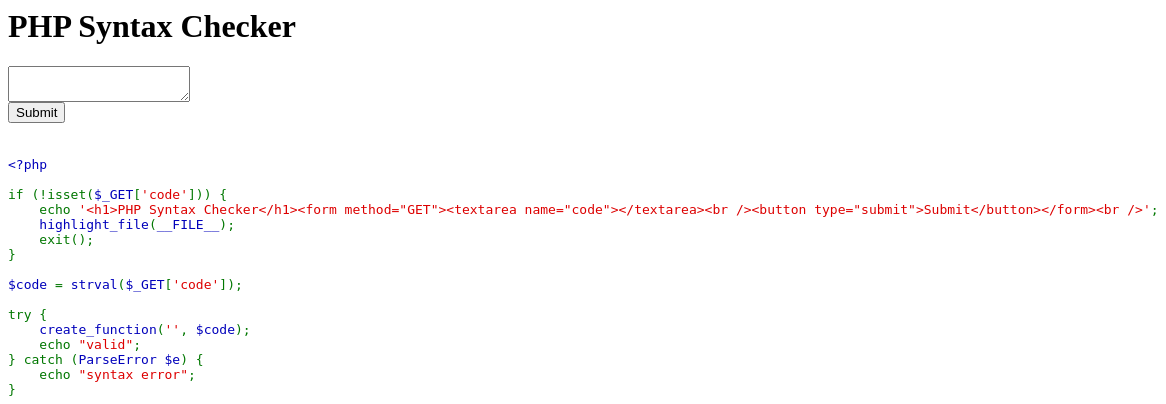 PHP Syntax Checker
Submit
<?php
if (!isset($_GET['code'])) {
    echo '<h1>PHP Syntax Checker</h1><form method="GET"><textarea name="code"></textarea><br /><button type="submit">Submit</button></form><br />';
    highlight_file(__FILE__);
    exit();
}
$code = strval($_GET['code']);
try {
    create_function('', $code);
    echo "valid";
} catch (ParseError $e) {
    echo "syntax error";
}